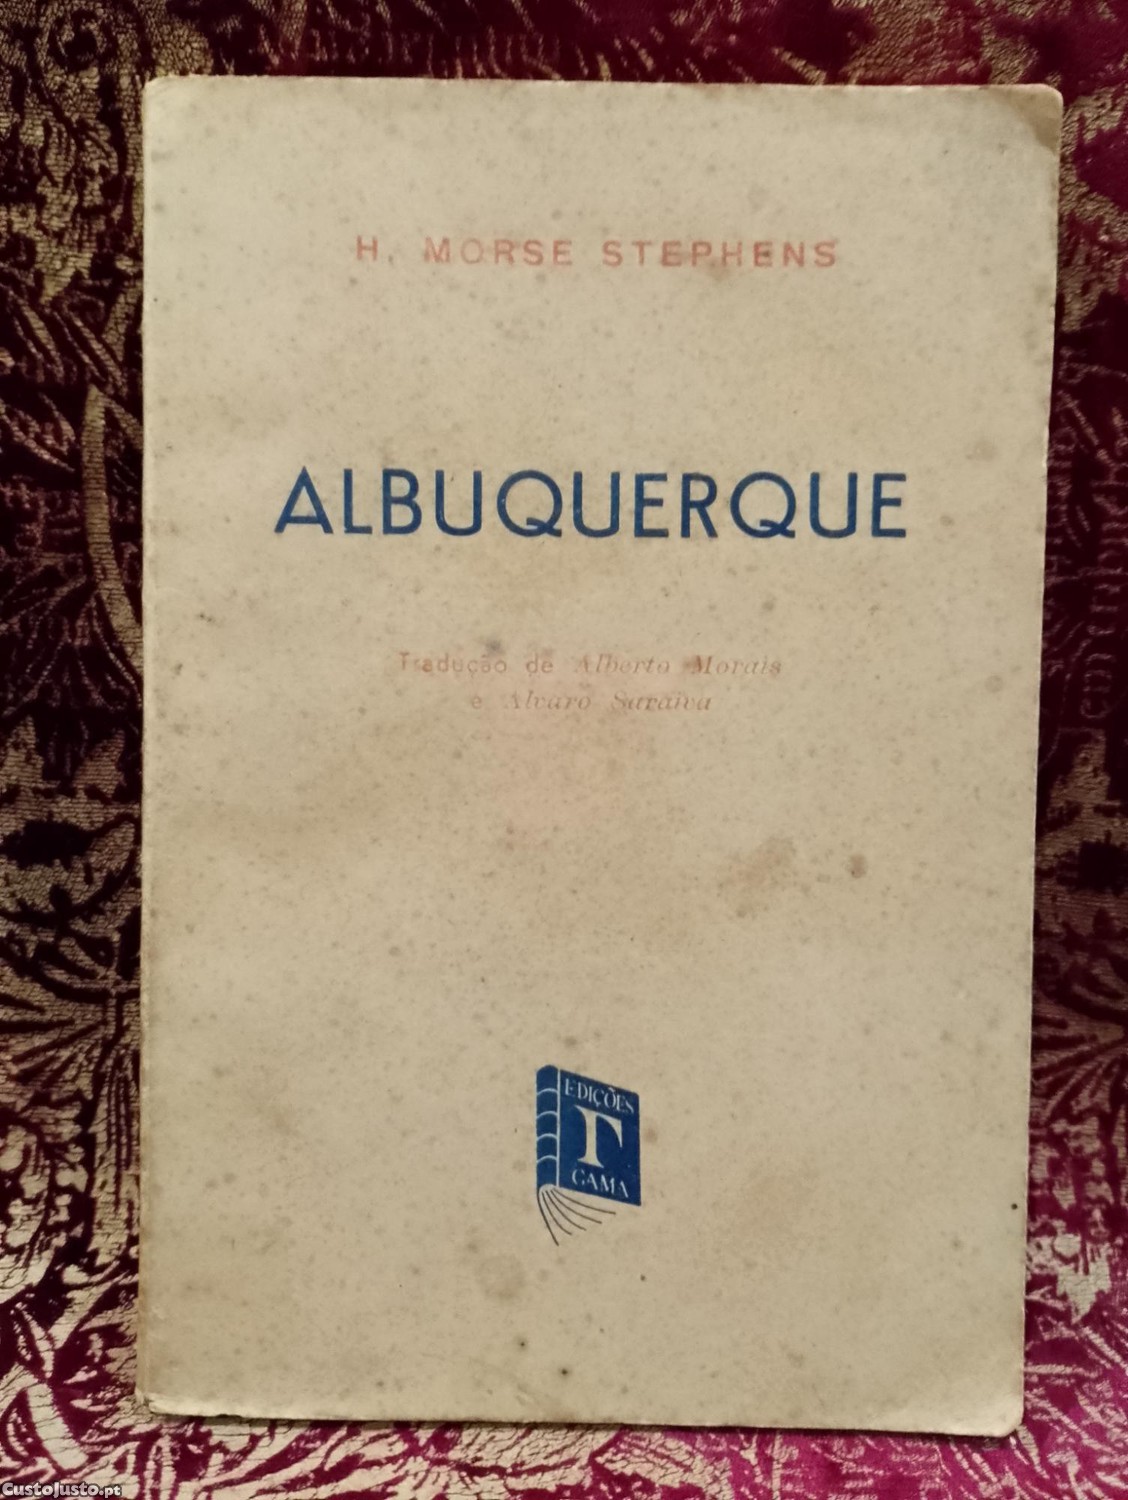 H. MORSE STEPHENS
ALBUQUERQUE
Tradução de Alberto Morais
e Alvaro Saraiva
EDIÇÕES
Γ
GAMA
CustoJusto.pt